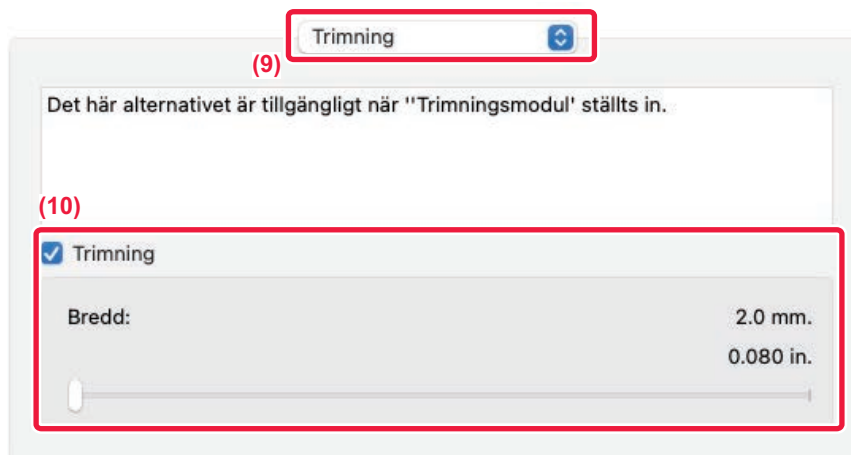 Trimning
(9)
Det här alternativet är tillgängligt när ''Trimningsmodul' ställts in.
(10)
Trimning
Bredd: 2.0 mm.
0.080 in.